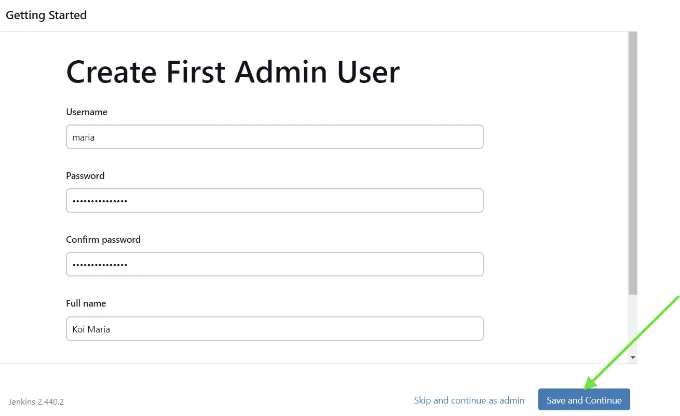 Getting Started
Create First Admin User
Username
maria
Password
•••••••••••••••
Confirm password
•••••••••••••••
Full name
Koi Maria
Jenkins 2.440.2
Skip and continue as admin
Save and Continue